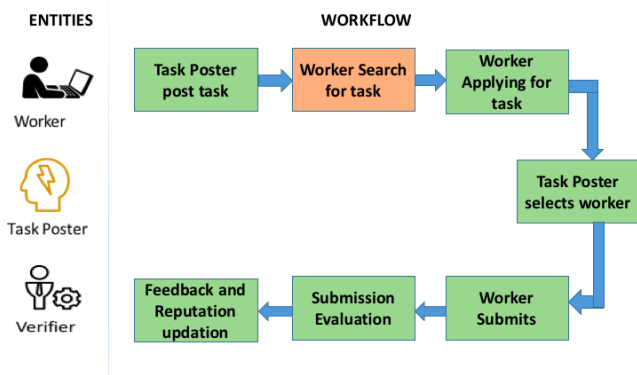 ENTITIES
WORKFLOW
Worker
Task Poster
Verifier
Task Poster
post task
Worker Search
for task
Worker
Applying for
task
Task Poster
selects worker
Worker
Submits
Submission
Evaluation
Feedback and
Reputation
updation